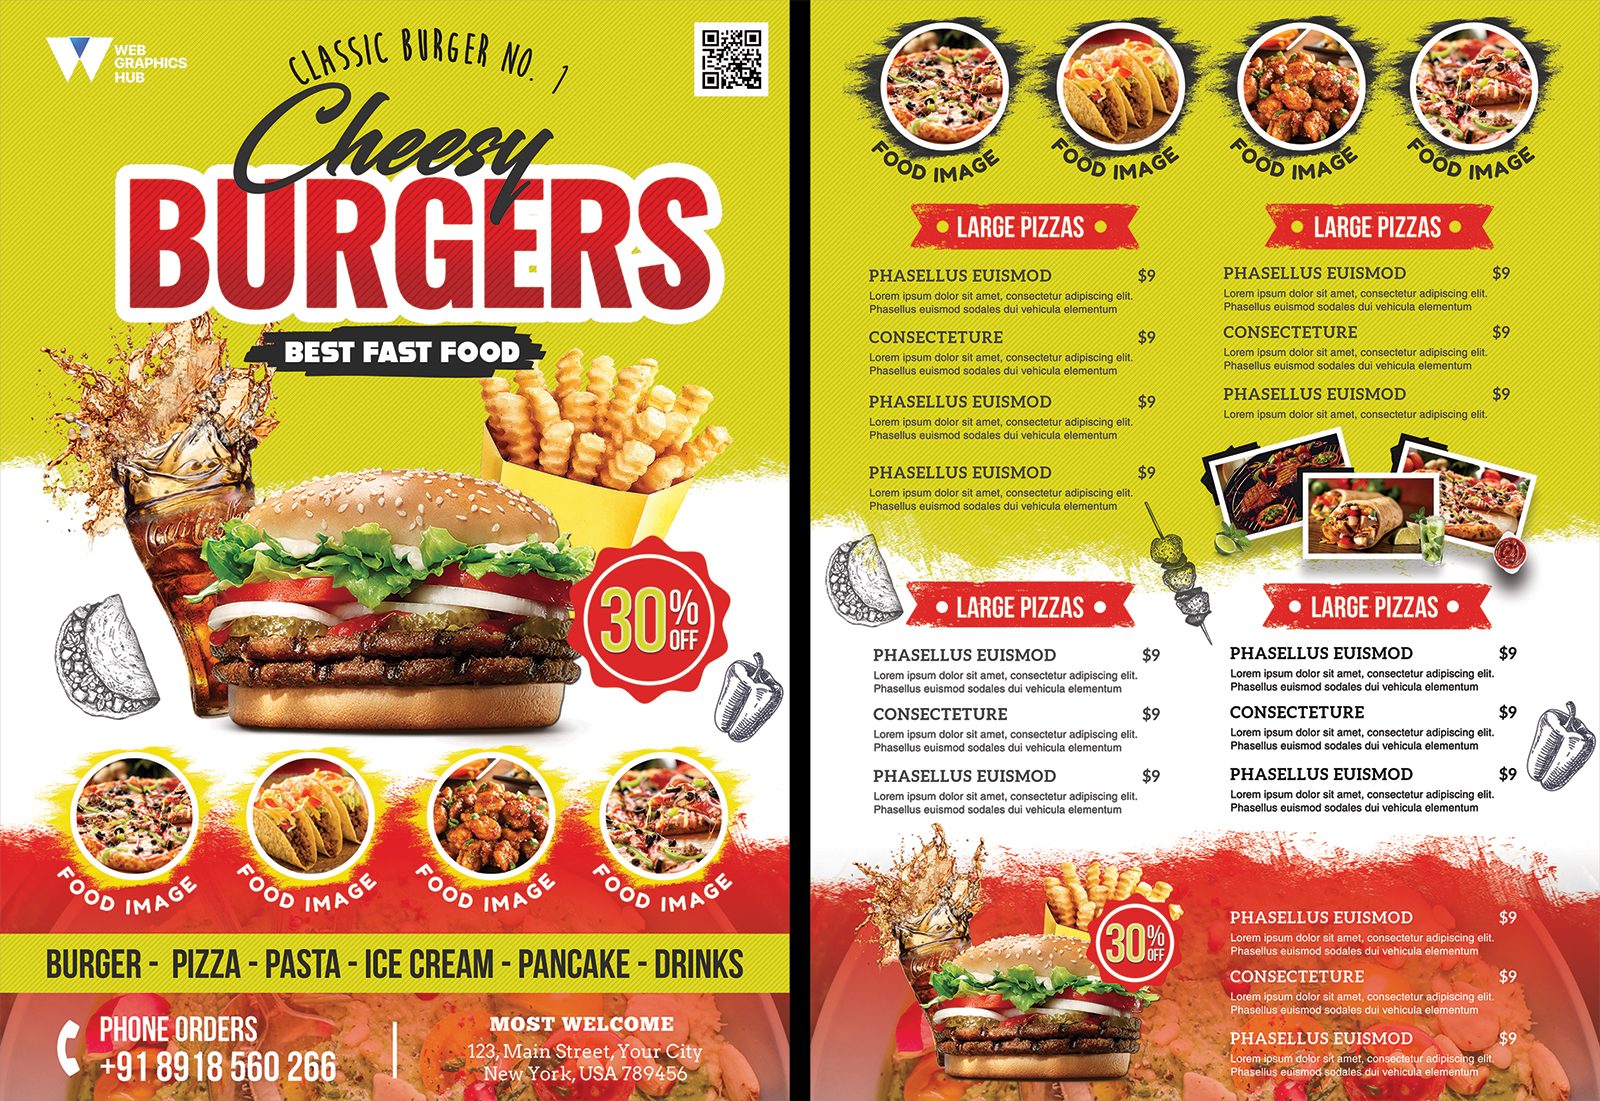 WEB
GRAPHICS
HUB
CLASSIC BURGER NO. 1
Cheesy
BURGERS
BEST FAST FOOD
30% OFF
FOOD IMAGE
FOOD IMAGE
FOOD IMAGE
FOOD IMAGE
BURGER - PIZZA - PASTA - ICE CREAM - PANCAKE - DRINKS
PHONE ORDERS
+91 8918 560 266
MOST WELCOME
123, Main Street, Your City
New York, USA 789456
FOOD IMAGE
FOOD IMAGE
FOOD IMAGE
FOOD IMAGE
LARGE PIZZAS
PHASELLUS EUISMOD $9
Lorem ipsum dolor sit amet, consectetur adipiscing elit.
Phasellus euismod sodales dui vehicula elementum
CONSECTETURE $9
Lorem ipsum dolor sit amet, consectetur adipiscing elit.
Phasellus euismod sodales dui vehicula elementum
PHASELLUS EUISMOD $9
Lorem ipsum dolor sit amet, consectetur adipiscing elit.
Phasellus euismod sodales dui vehicula elementum
PHASELLUS EUISMOD $9
Lorem ipsum dolor sit amet, consectetur adipiscing elit.
Phasellus euismod sodales dui vehicula elementum
LARGE PIZZAS
PHASELLUS EUISMOD $9
Lorem ipsum dolor sit amet, consectetur adipiscing elit.
Phasellus euismod sodales dui vehicula elementum
CONSECTETURE $9
Lorem ipsum dolor sit amet, consectetur adipiscing elit.
Phasellus euismod sodales dui vehicula elementum
PHASELLUS EUISMOD $9
Lorem ipsum dolor sit amet, consectetur adipiscing elit.
LARGE PIZZAS
PHASELLUS EUISMOD $9
Lorem ipsum dolor sit amet, consectetur adipiscing elit.
Phasellus euismod sodales dui vehicula elementum
CONSECTETURE $9
Lorem ipsum dolor sit amet, consectetur adipiscing elit.
Phasellus euismod sodales dui vehicula elementum
PHASELLUS EUISMOD $9
Lorem ipsum dolor sit amet, consectetur adipiscing elit.
Phasellus euismod sodales dui vehicula elementum
LARGE PIZZAS
PHASELLUS EUISMOD $9
Lorem ipsum dolor sit amet, consectetur adipiscing elit.
Phasellus euismod sodales dui vehicula elementum
CONSECTETURE $9
Lorem ipsum dolor sit amet, consectetur adipiscing elit.
Phasellus euismod sodales dui vehicula elementum
PHASELLUS EUISMOD $9
Lorem ipsum dolor sit amet, consectetur adipiscing elit.
Phasellus euismod sodales dui vehicula elementum
30% OFF
PHASELLUS EUISMOD $9
Lorem ipsum dolor sit amet, consectetur adipiscing elit.
Phasellus euismod sodales dui vehicula elementum
CONSECTETURE $9
Lorem ipsum dolor sit amet, consectetur adipiscing elit.
Phasellus euismod sodales dui vehicula elementum
PHASELLUS EUISMOD $9
Lorem ipsum dolor sit amet, consectetur adipiscing elit.
Phasellus euismod sodales dui vehicula elementum